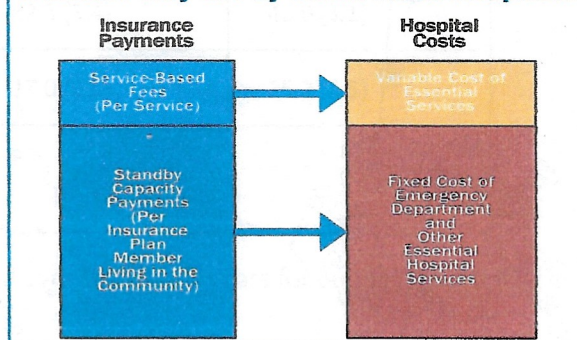 Insurance
Payments
Hospital
Costs
Service-Based
Fees
(Per Service)
Variable Cost of
Essential
Services
Standby
Capacity
Payments
(Per
Insurance
Plan
Member
Living in the
Community)
Fixed Cost of
Emergency
Department
and
Other
Essential
Hospital
Services